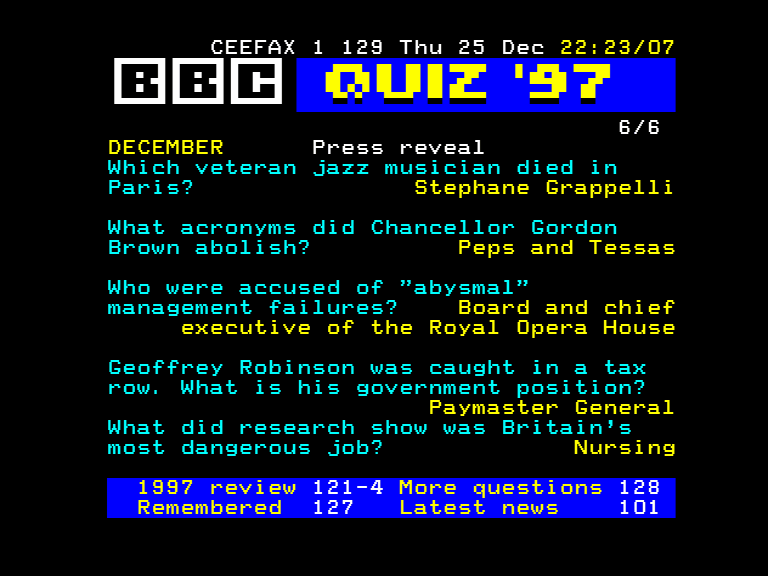 CEEFAX 1 129 Thu 25 Dec 22:23/07
BBC QUIZ '97
6/6
DECEMBER Press reveal
Which veteran jazz musician died in
Paris? Stephane Grappelli
What acronyms did Chancellor Gordon
Brown abolish? Peps and Tessas
Who were accused of "abysmal"
management failures? Board and chief
executive of the Royal Opera House
Geoffrey Robinson was caught in a tax
row. What is his government position?
Paymaster General
What did research show was Britain's
most dangerous job? Nursing
1997 review 121-4 More questions 128
Remembered 127 Latest news 101